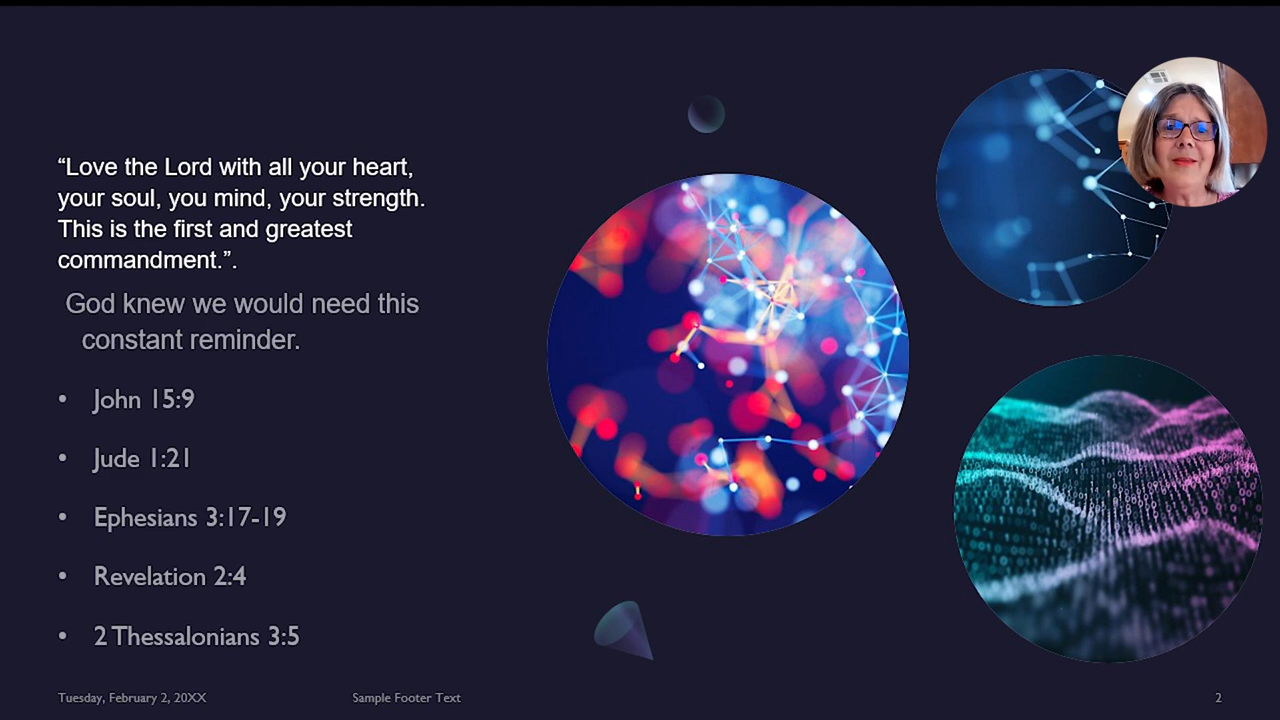 “Love the Lord with all your heart,
your soul, you mind, your strength.
This is the first and greatest
commandment.”.
God knew we would need this
constant reminder.
• John 15:9
• Jude 1:21
• Ephesians 3:17-19
• Revelation 2:4
• 2 Thessalonians 3:5
Tuesday, February 2, 20XX
Sample Footer Text
2